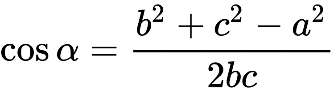 cos α = (b² + c² − a²) / 2bc